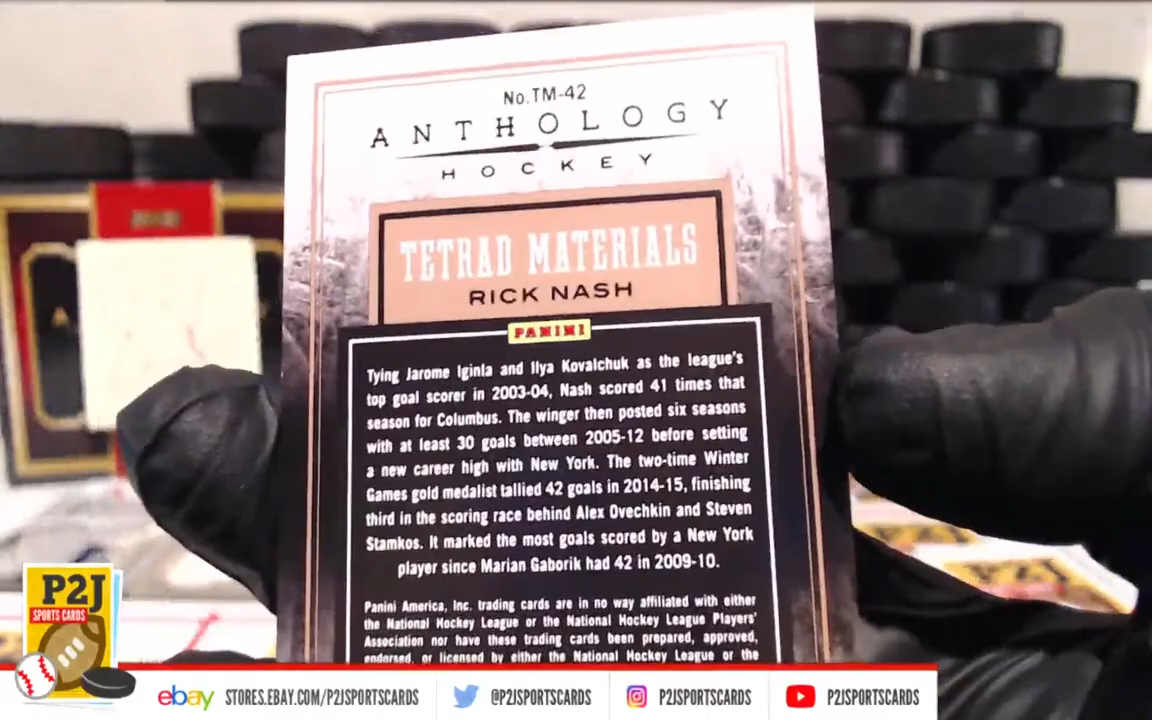 No.TM-42
ANTHOLOGY
HOCKEY
TETRAD MATERIALS
RICK NASH
PANINI
Tying Jarome Iginla and Ilya Kovalchuk as the league's
top goal scorer in 2003-04, Nash scored 41 times that
season for Columbus. The winger then posted six seasons
with at least 30 goals between 2005-12 before setting
a new career high with New York. The two-time Winter
Games gold medalist tallied 42 goals in 2014-15, finishing
third in the scoring race behind Alex Ovechkin and Steven
Stamkos. It marked the most goals scored by a New York
player since Marian Gaborik had 42 in 2009-10.
Panini America, Inc. trading cards are in no way affiliated with either
the National Hockey League or the National Hockey League Players'
Association nor have these trading cards been prepared, approved,
endorsed, or licensed by either the National Hockey League or the
P2J
SPORTS CARDS
ebay STORES.EBAY.COM/P2JSPORTSCARDS
@P2JSPORTSCARDS
P2JSPORTSCARDS
P2JSPORTSCARDS